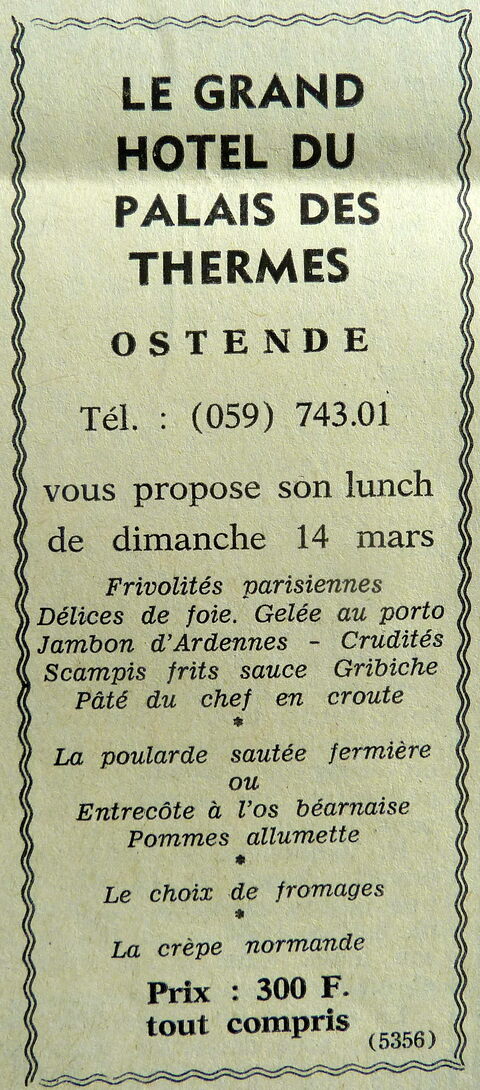 LE GRAND
HOTEL DU
PALAIS DES
THERMES
OSTENDE
Tél. : (059) 743.01
vous propose son lunch
de dimanche 14 mars
Frivolités parisiennes
Délices de foie. Gelée au porto
Jambon d'Ardennes - Crudités
Scampis frits sauce Gribiche
Pâté du chef en croute
*
La poularde sautée fermière
ou
Entrecôte à l'os béarnaise
Pommes allumette
*
Le choix de fromages
*
La crèpe normande
Prix : 300 F.
tout compris
(5356)